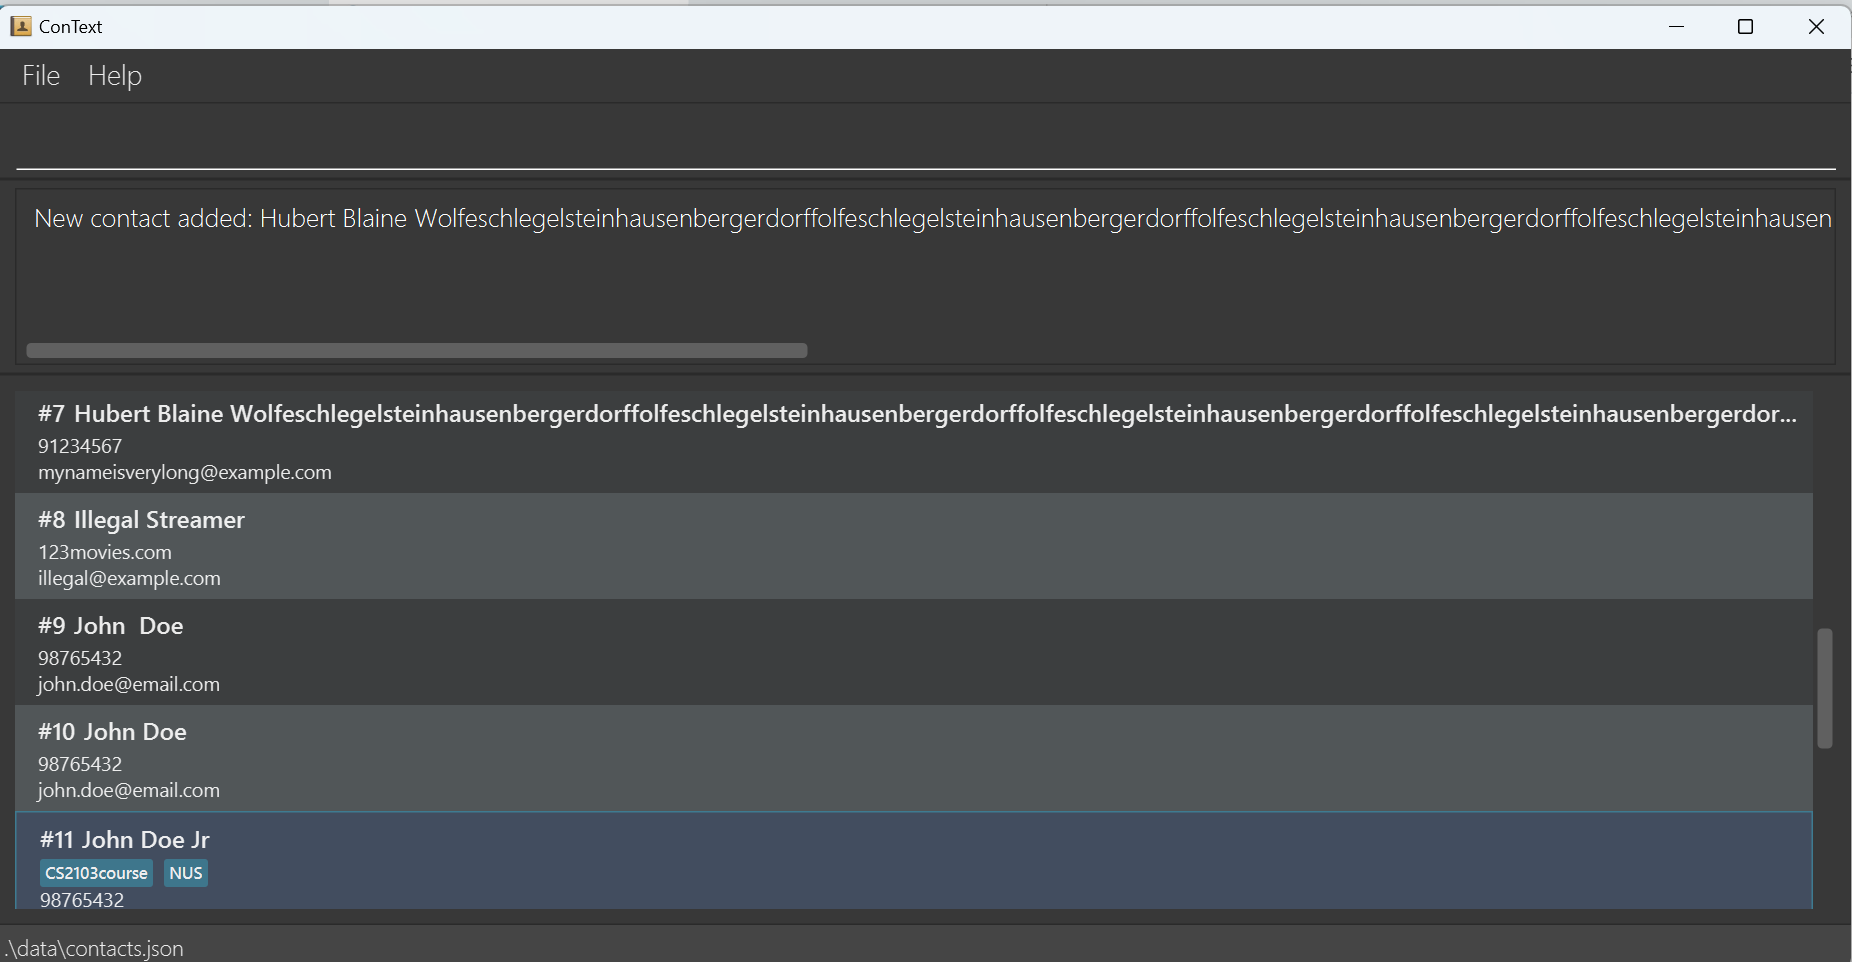 ConText
File Help
New contact added: Hubert Blaine Wolfeschlegelsteinhausenbergerdorffolfeschlegelsteinhausenbergerdorffolfeschlegelsteinhausenbergerdorffolfeschlegelsteinhausen
#7 Hubert Blaine Wolfeschlegelsteinhausenbergerdorffolfeschlegelsteinhausenbergerdorffolfeschlegelsteinhausenbergerdorffolfeschlegelsteinhausenbergerdor...
91234567
mynameisverylong@example.com
#8 Illegal Streamer
123movies.com
illegal@example.com
#9 John  Doe
98765432
john.doe@email.com
#10 John Doe
98765432
john.doe@email.com
#11 John Doe Jr
CS2103course NUS
98765432
.\data\contacts.json